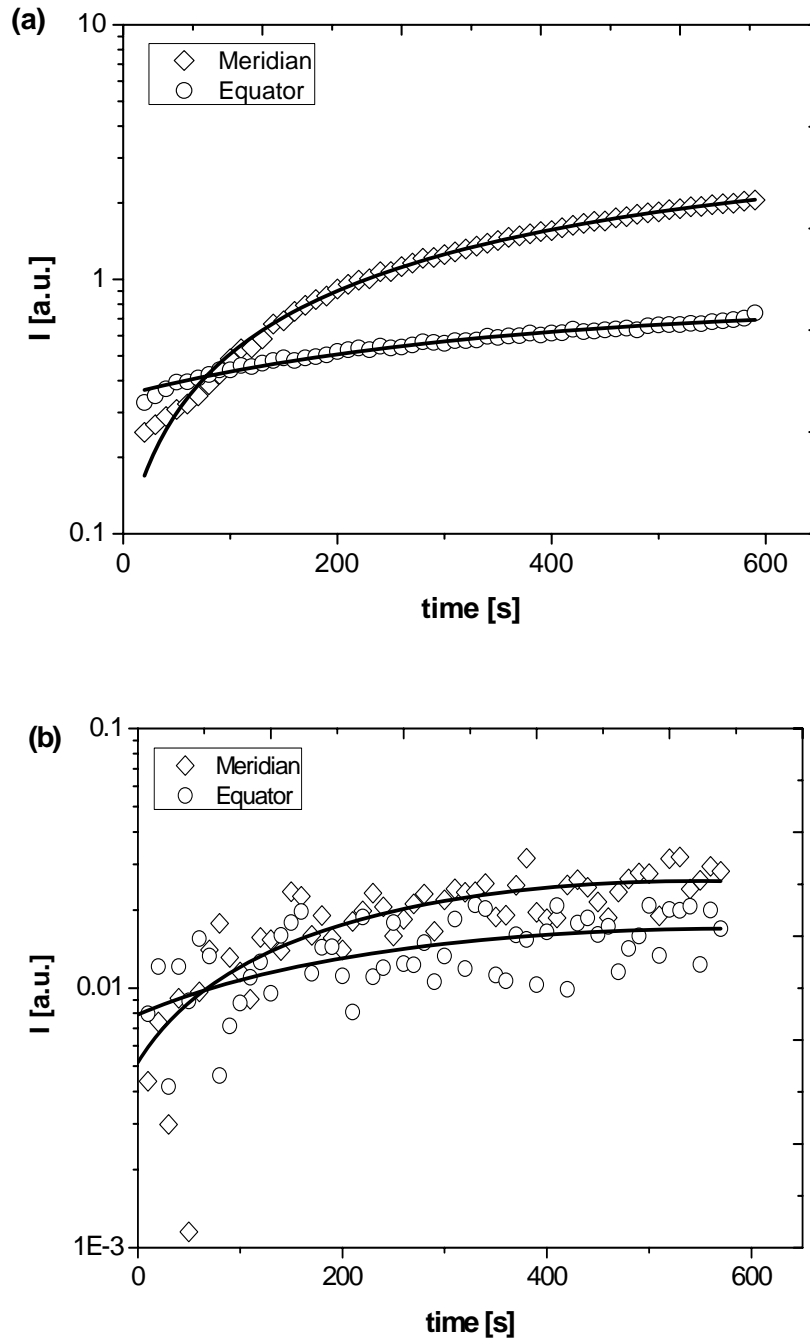 (a)
10
Meridian
Equator
1
I [a.u.]
0.1
0
200
400
600
time [s]
(b)
0.1
Meridian
Equator
I [a.u.]
0.01
1E-3
0
200
400
600
time [s]